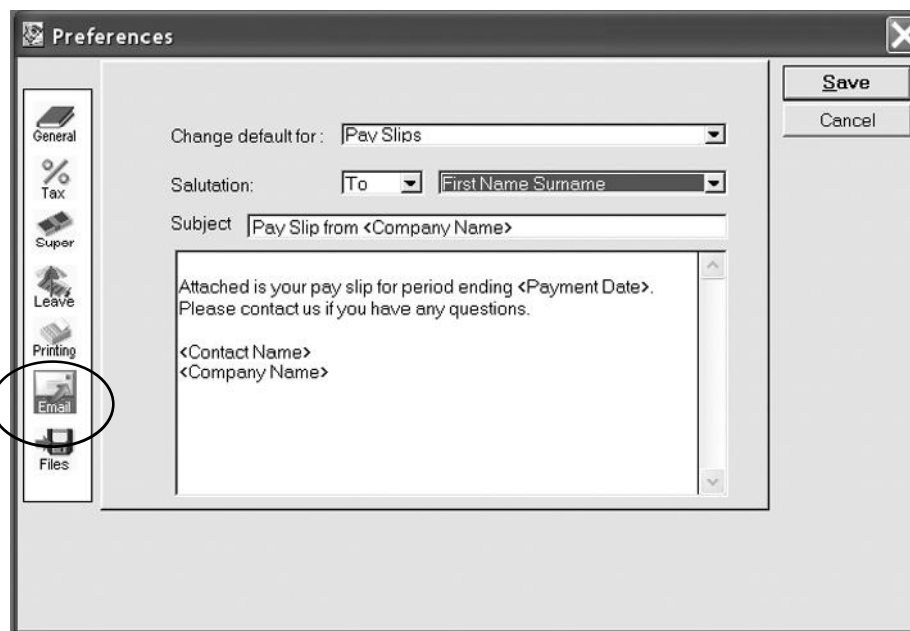 Preferences
Save
Cancel
General
Tax
Super
Leave
Printing
Email
Files
Change default for : Pay Slips
Salutation: To First Name Surname
Subject Pay Slip from <Company Name>
Attached is your pay slip for period ending <Payment Date>.
Please contact us if you have any questions.
<Contact Name>
<Company Name>